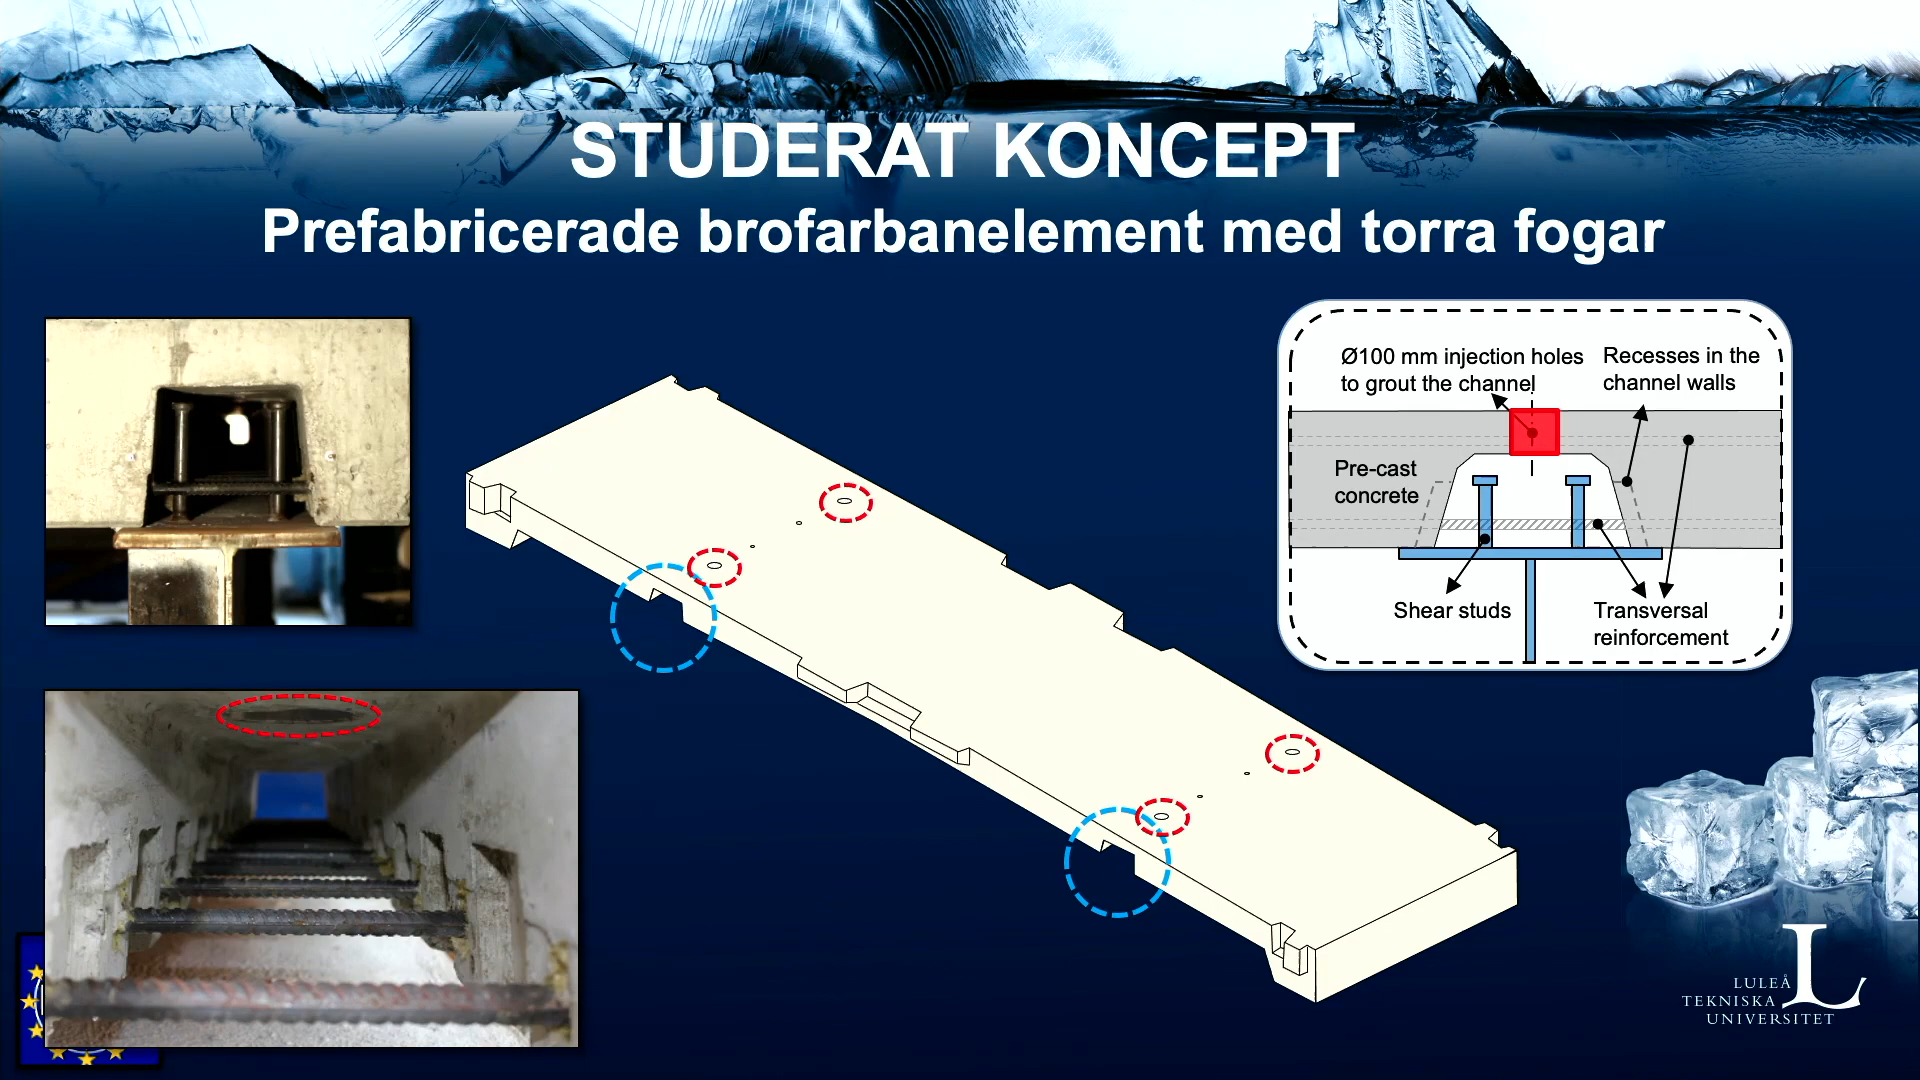 STUDERAT KONCEPT
Prefabricerade brofarbanelement med torra fogar
Ø100 mm injection holes
to grout the channel
Recesses in the
channel walls
Pre-cast
concrete
Shear studs
Transversal
reinforcement
LULEÅ
TEKNISKA
UNIVERSITET